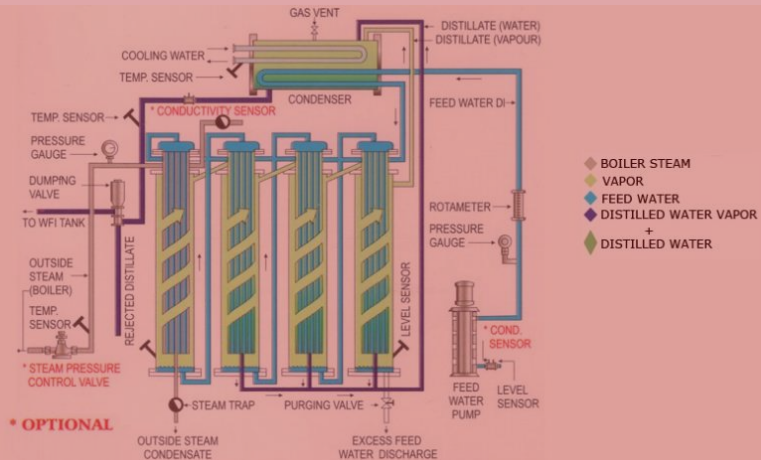 GAS VENT
DISTILLATE (WATER)
DISTILLATE (VAPOUR)
COOLING WATER
TEMP. SENSOR
CONDENSER
FEED WATER DI
* CONDUCTIVITY SENSOR
TEMP. SENSOR
PRESSURE
GAUGE
DUMPING
VALVE
TO WFI TANK
OUTSIDE
STEAM
(BOILER)
TEMP.
SENSOR
* STEAM PRESSURE
CONTROL VALVE
REJECTED DISTILLATE
LEVEL SENSOR
ROTAMETER
PRESSURE
GAUGE
* COND.
SENSOR
LEVEL
SENSOR
FEED
WATER
PUMP
STEAM TRAP
PURGING VALVE
* OPTIONAL
OUTSIDE STEAM
CONDENSATE
EXCESS FEED
WATER DISCHARGE
BOILER STEAM
VAPOR
FEED WATER
DISTILLED WATER VAPOR
+
DISTILLED WATER